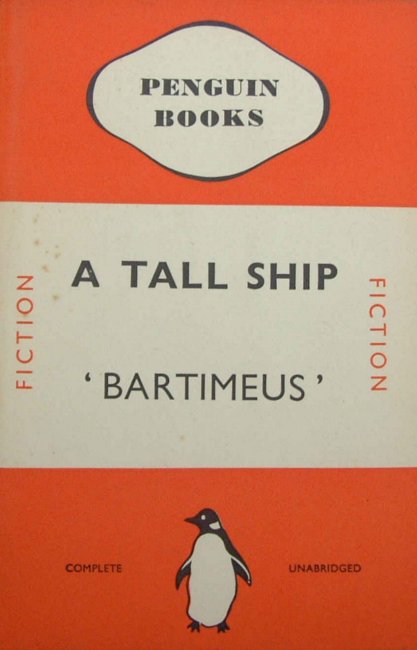 PENGUIN
BOOKS
A TALL SHIP
FICTION
FICTION
‘BARTIMEUS’
COMPLETE
UNABRIDGED